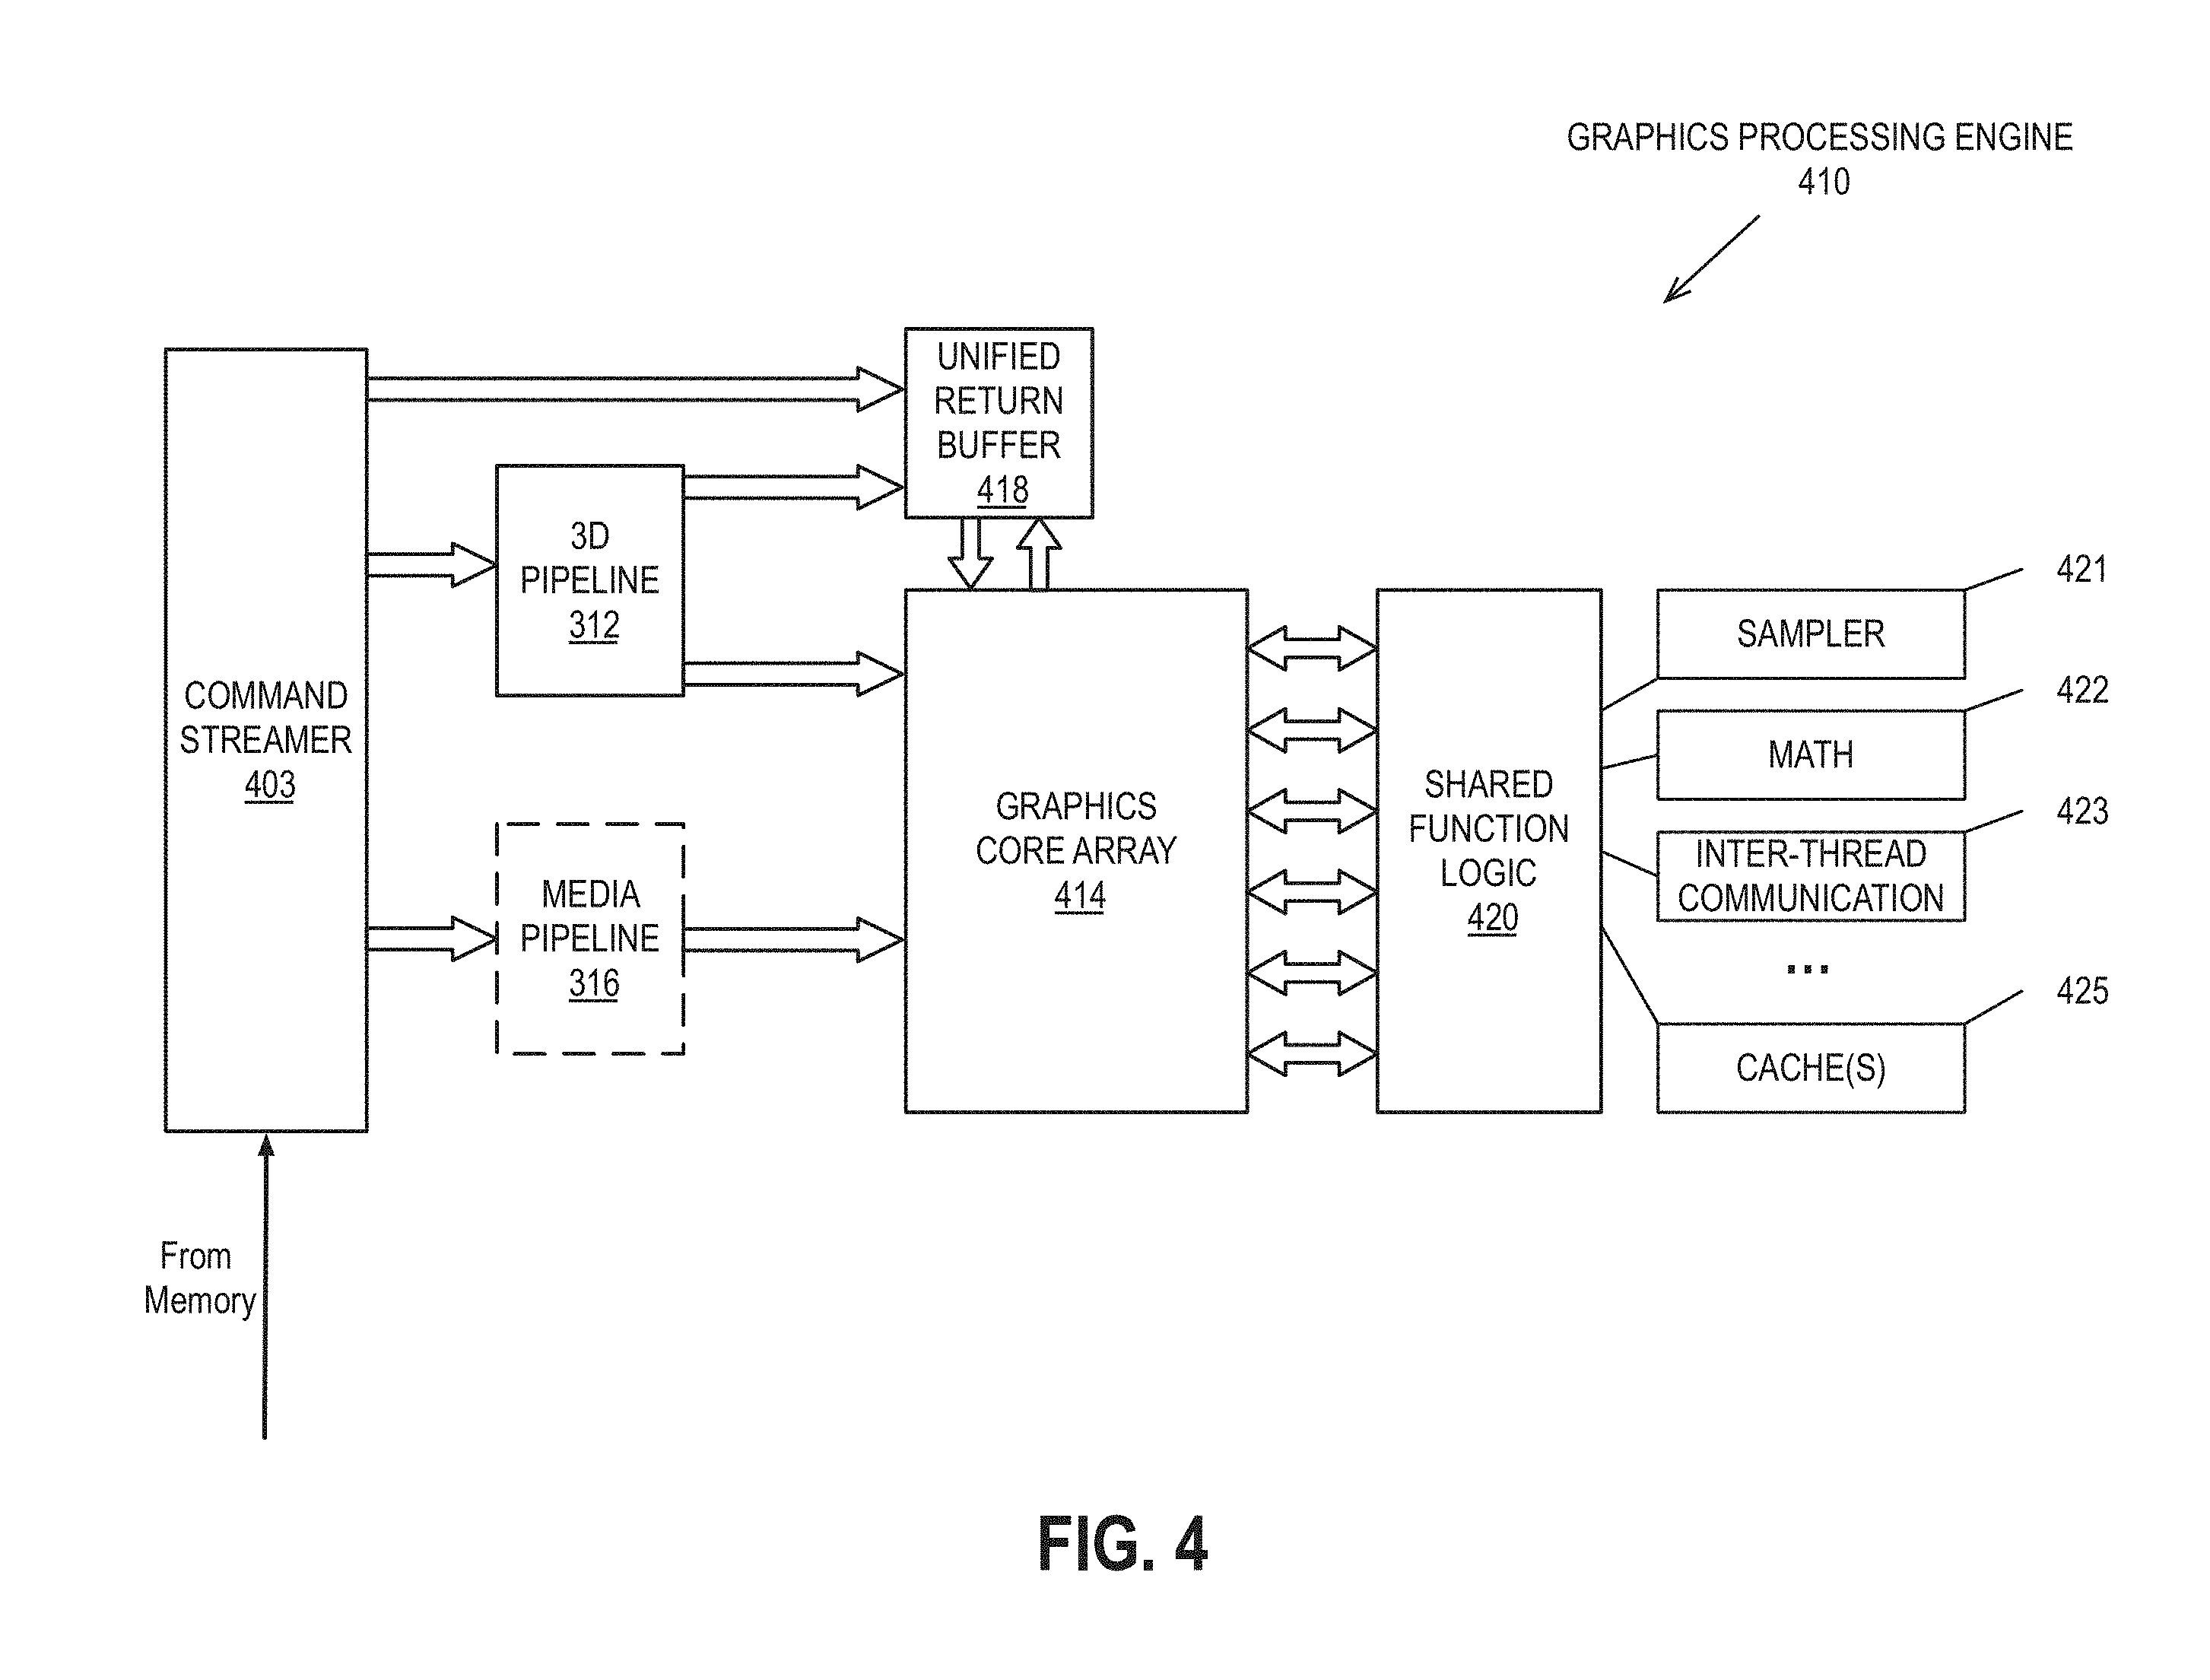 GRAPHICS PROCESSING ENGINE
410
UNIFIED
RETURN
BUFFER
418
3D
PIPELINE
312
COMMAND
STREAMER
403
MEDIA
PIPELINE
316
GRAPHICS
CORE ARRAY
414
SHARED
FUNCTION
LOGIC
420
421
SAMPLER
422
MATH
423
INTER-THREAD
COMMUNICATION
...
425
CACHE(S)
From
Memory
FIG. 4